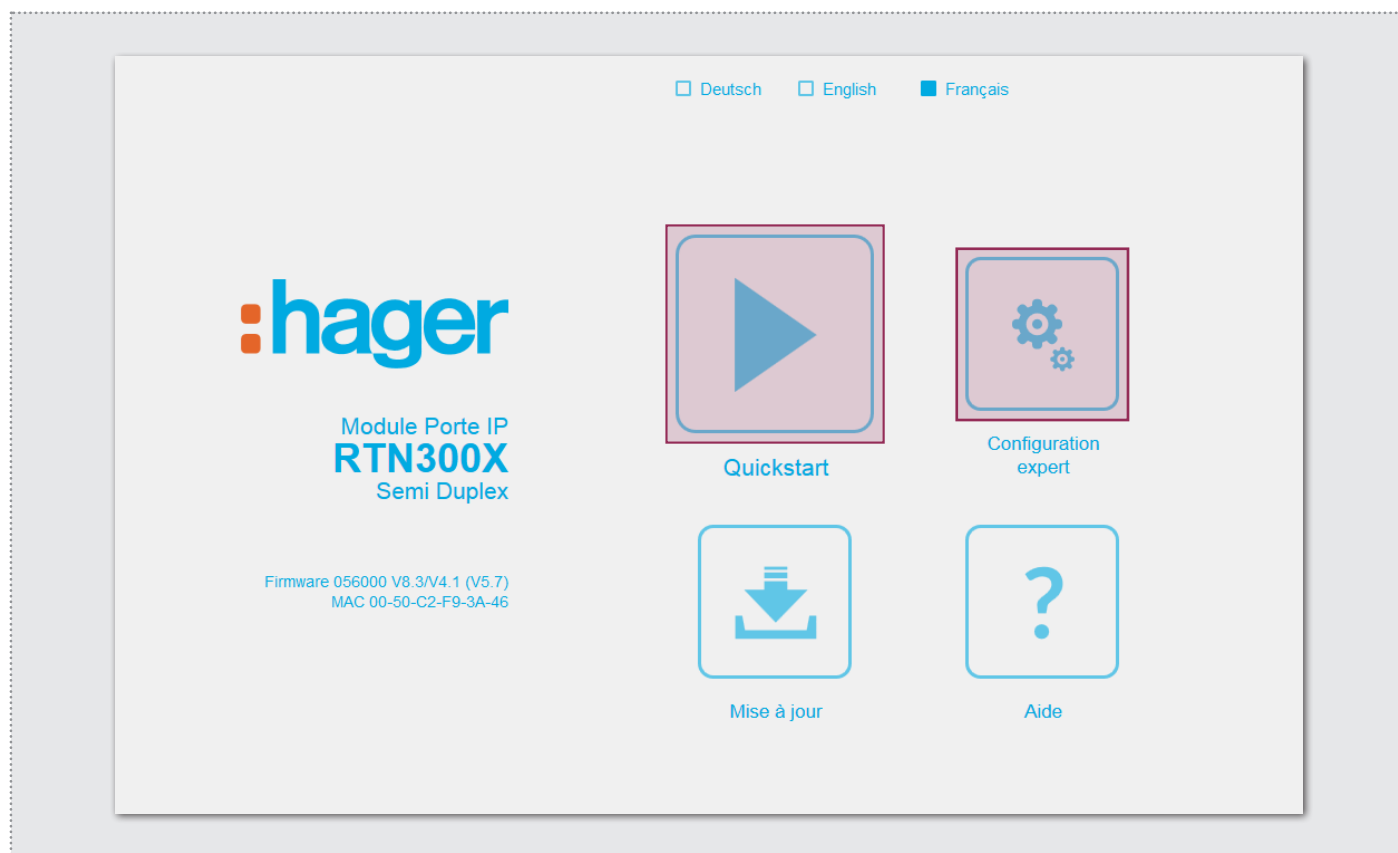 Deutsch English Français
:hager
Module Porte IP
RTN300X
Semi Duplex
Firmware 056000 V8.3/V4.1 (V5.7)
MAC 00-50-C2-F9-3A-46
Quickstart
Configuration
expert
?
Mise à jour
Aide